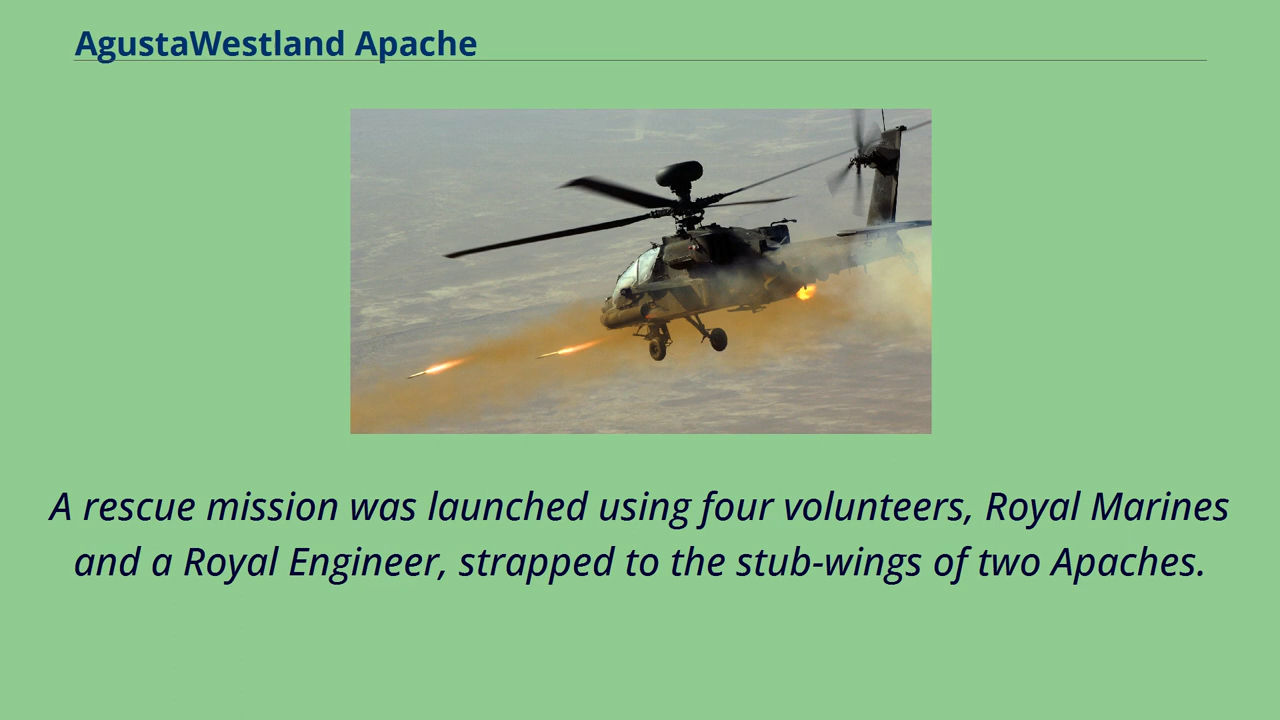 AgustaWestland Apache
A rescue mission was launched using four volunteers, Royal Marines
and a Royal Engineer, strapped to the stub-wings of two Apaches.